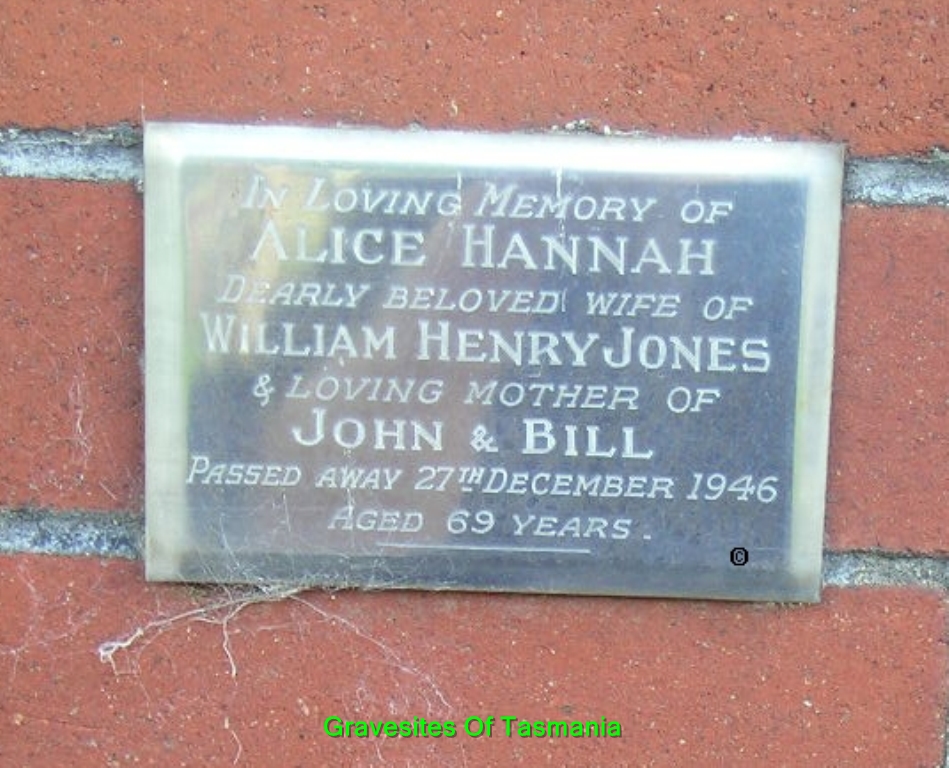 In Loving Memory of
Alice Hannah
Dearly beloved wife of
William Henry Jones
& loving mother of
John & Bill
Passed away 27th December 1946
Aged 69 years.
©
Gravesites Of Tasmania